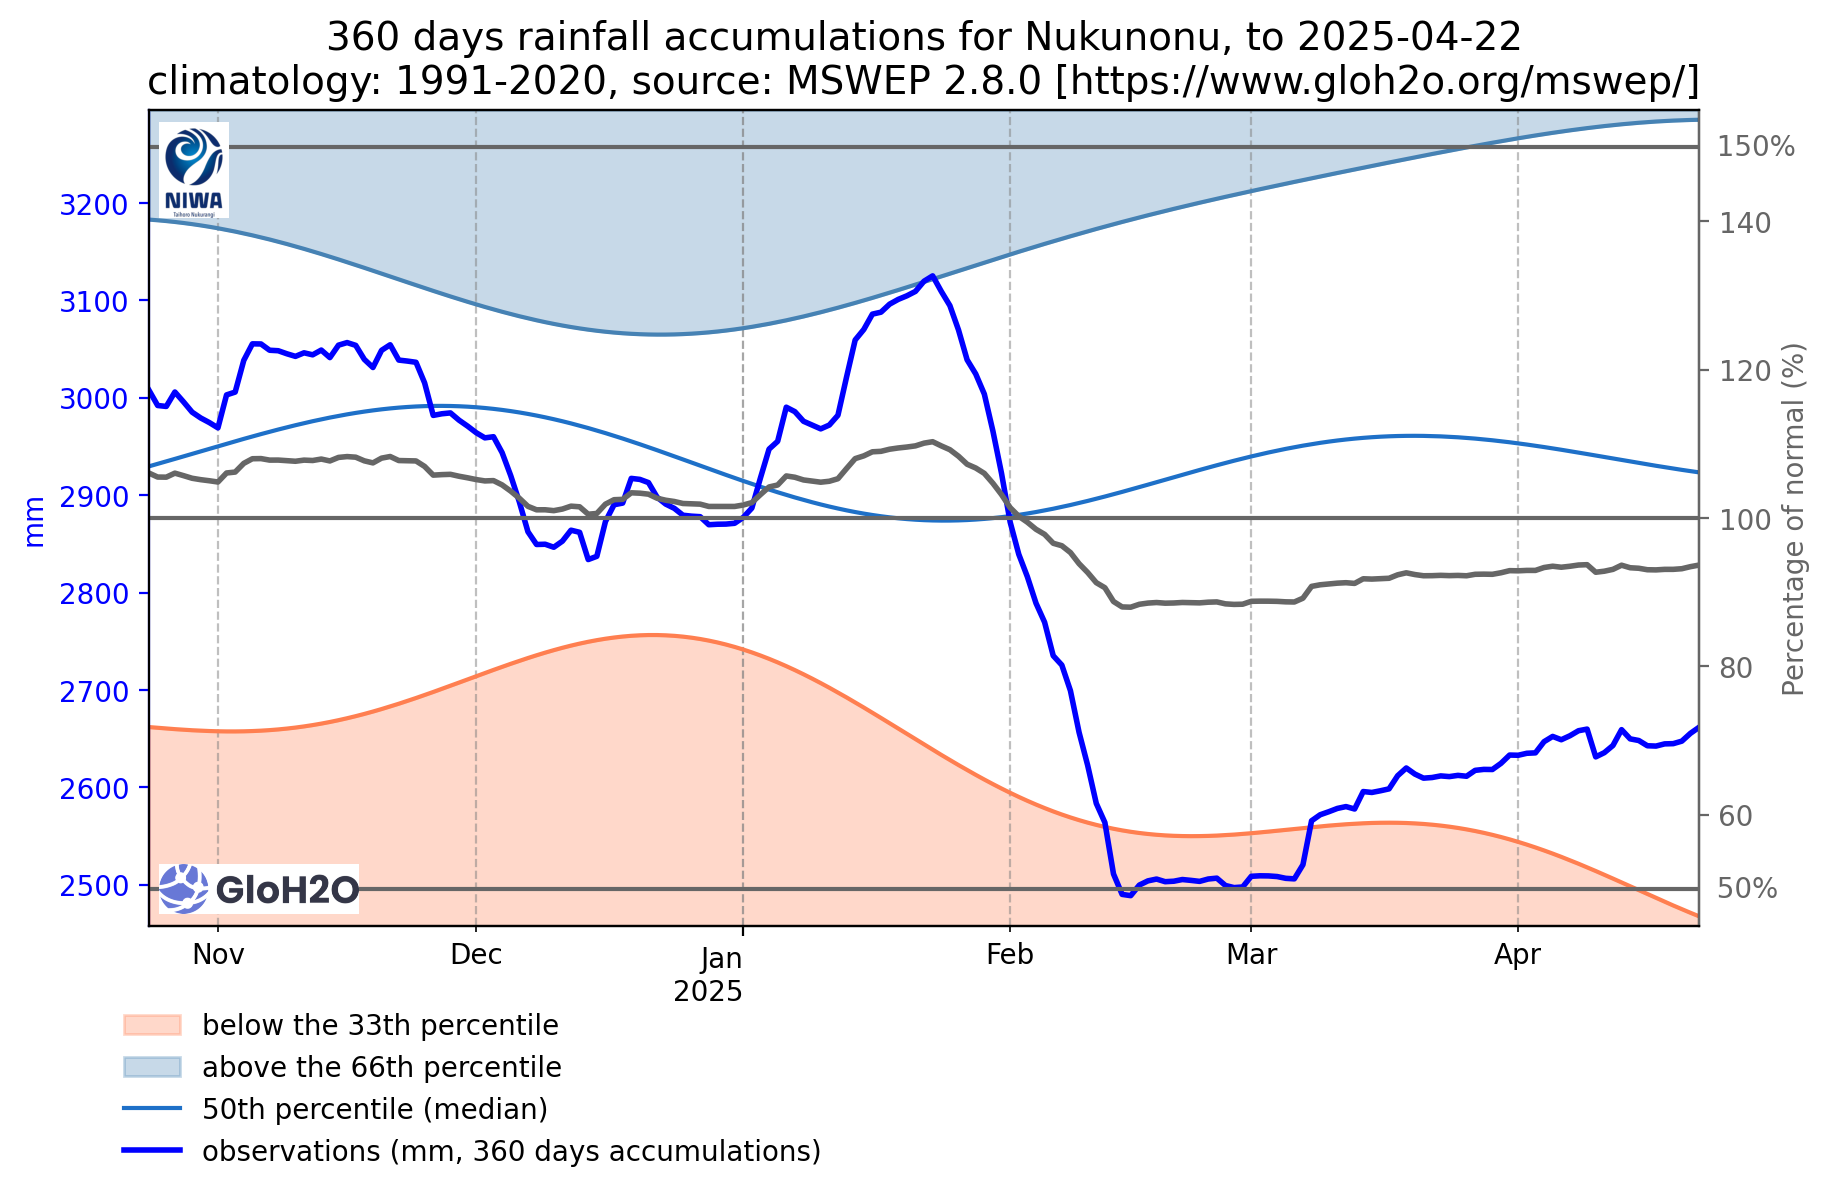 360 days rainfall accumulations for Nukunonu, to 2025-04-22
climatology: 1991-2020, source: MSWEP 2.8.0 [https://www.gloh2o.org/mswep/]
NIWA
Taihoro Nukurangi
3200
3100
3000
2900
2800
2700
2600
2500
mm
150%
140
120
100
80
60
50%
Percentage of normal (%)
GloH2O
Nov
Dec
Jan
2025
Feb
Mar
Apr
below the 33th percentile
above the 66th percentile
50th percentile (median)
observations (mm, 360 days accumulations)